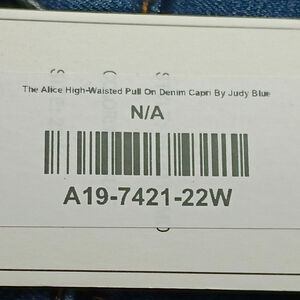 The Alice High-Waisted Pull On Denim Capri By Judy Blue
N/A
A19-7421-22W